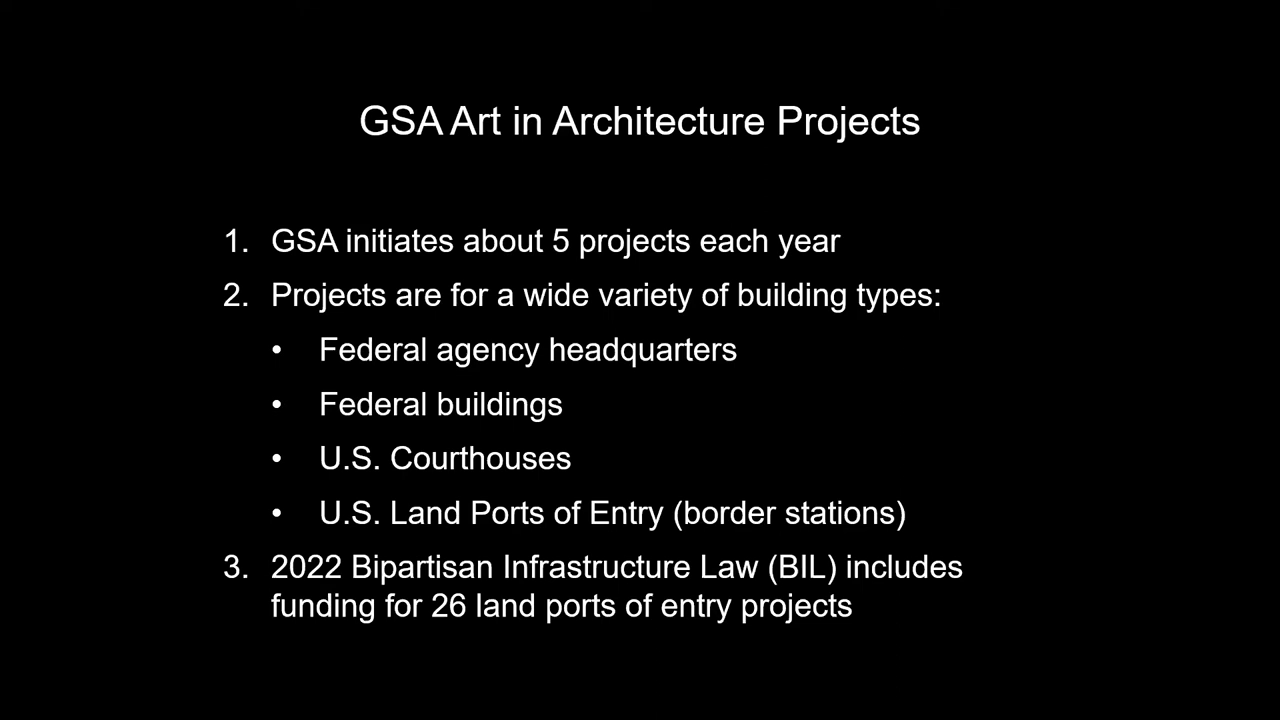 GSA Art in Architecture Projects
1. GSA initiates about 5 projects each year
2. Projects are for a wide variety of building types:
• Federal agency headquarters
• Federal buildings
• U.S. Courthouses
• U.S. Land Ports of Entry (border stations)
3. 2022 Bipartisan Infrastructure Law (BIL) includes
funding for 26 land ports of entry projects